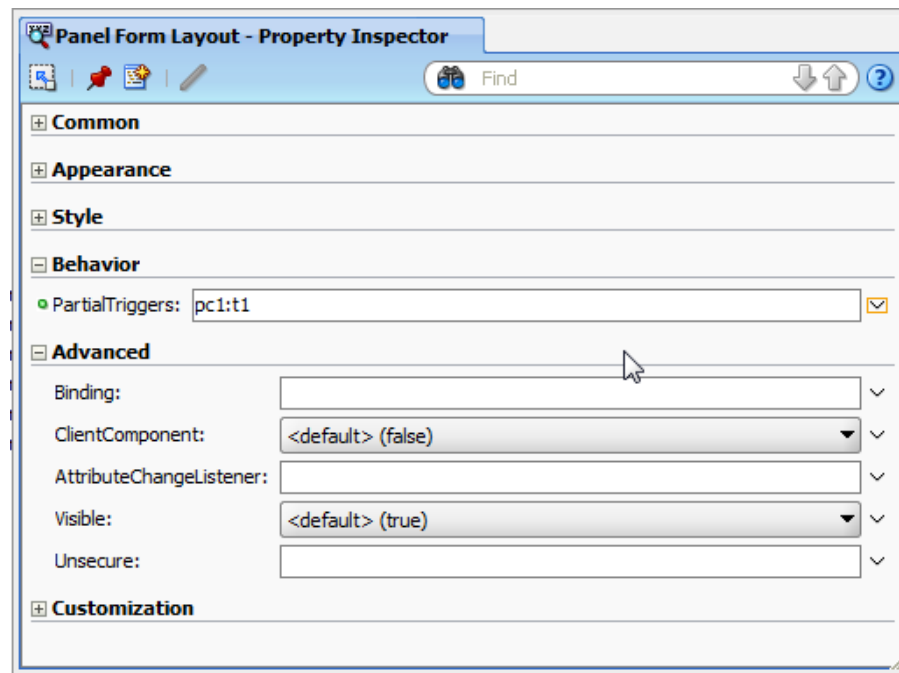 Panel Form Layout - Property Inspector
Find
Common
Appearance
Style
Behavior
PartialTriggers: pc1:t1
Advanced
Binding:
ClientComponent: <default> (false)
AttributeChangeListener:
Visible: <default> (true)
Unsecure:
Customization